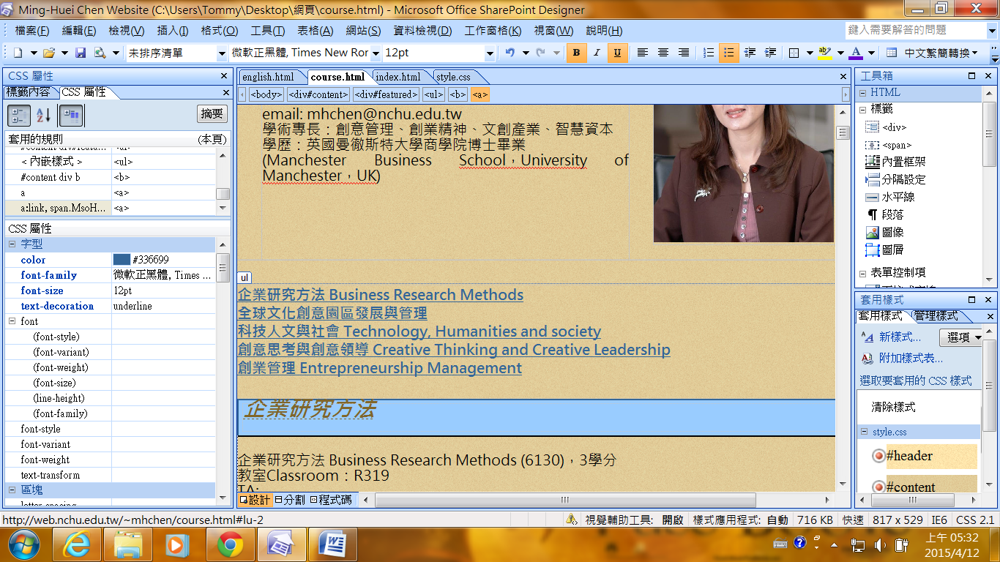 Ming-Huei Chen Website (C:\Users\Tommy\Desktop\網頁\course.html) - Microsoft Office SharePoint Designer
檔案(F) 編輯(E) 檢視(V) 插入(I) 格式(O) 工具(T) 表格(A) 網站(S) 資料檢視(D) 工作窗格(K) 視窗(W) 說明(H) 鍵入需要解答的問題
未排序清單 微軟正黑體, Times New Ror 12pt B I U A 中文繁簡轉換
CSS 屬性
標籤內容 CSS 屬性
摘要
套用的規則 (本頁)
< 內嵌樣式 > <ul>
#content div b <b>
a <a>
a:link, span.MsoH... <a>
CSS 屬性
字型
color #336699
font-family 微軟正黑體, Times ...
font-size 12pt
text-decoration underline
font
(font-style)
(font-variant)
(font-weight)
(font-size)
(line-height)
(font-family)
font-style
font-variant
font-weight
text-transform
區塊
letter-spacing
english.html course.html index.html style.css
<body> <div#content> <div#featured> <ul> <b> <a>
email: mhchen@nchu.edu.tw
學術專長：創意管理、創業精神、文創產業、智慧資本
學歷：英國曼徹斯特大學商學院博士畢業
(Manchester Business School，University of
Manchester，UK)
ul
企業研究方法 Business Research Methods
全球文化創意園區發展與管理
科技人文與社會 Technology, Humanities and society
創意思考與創意領導 Creative Thinking and Creative Leadership
創業管理 Entrepreneurship Management
企業研究方法
企業研究方法 Business Research Methods (6130)，3學分
教室Classroom：R319
TA:
設計 分割 程式碼
工具箱
HTML
標籤
<div>
<span>
內置框架
分隔設定
水平線
段落
圖像
圖層
表單控制項
套用樣式
套用樣式 管理樣式
新樣式... 選項
附加樣式表...
選取要套用的 CSS 樣式
清除樣式
style.css
#header
#content
http://web.nchu.edu.tw/~mhchen/course.html#lu-2 視覺輔助工具: 開啟 樣式應用程式: 自動 716 KB 快速 817 x 529 IE6 CSS 2.1
上午 05:32
2015/4/12